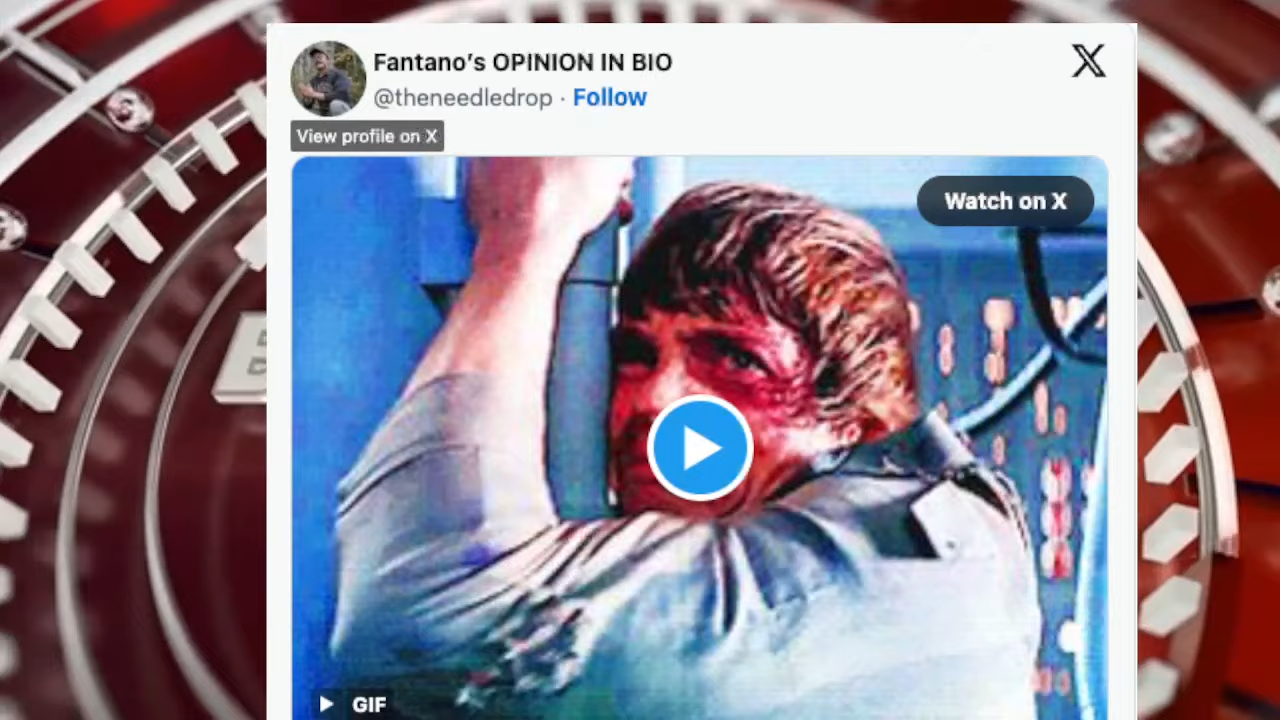 Fantano’s OPINION IN BIO
@theneedledrop · Follow
View profile on X
Watch on X
GIF